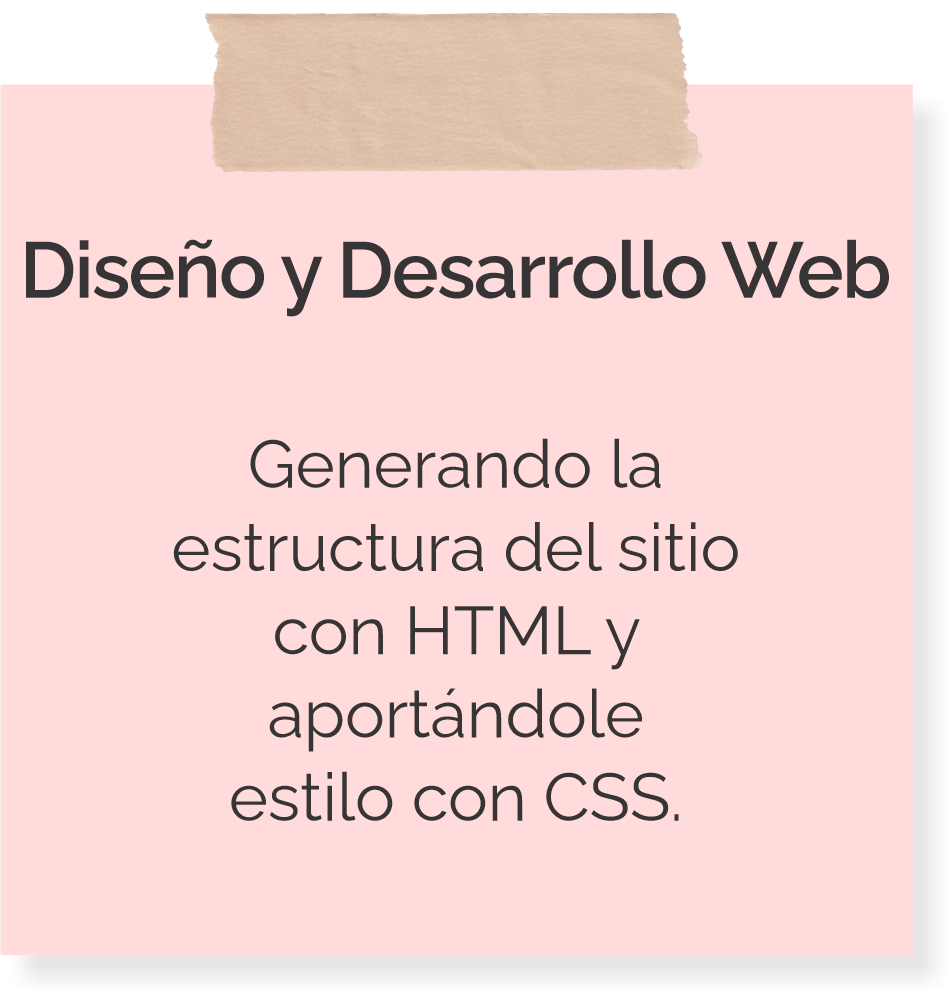 Diseño y Desarrollo Web
Generando la
estructura del sitio
con HTML y
aportándole
estilo con CSS.